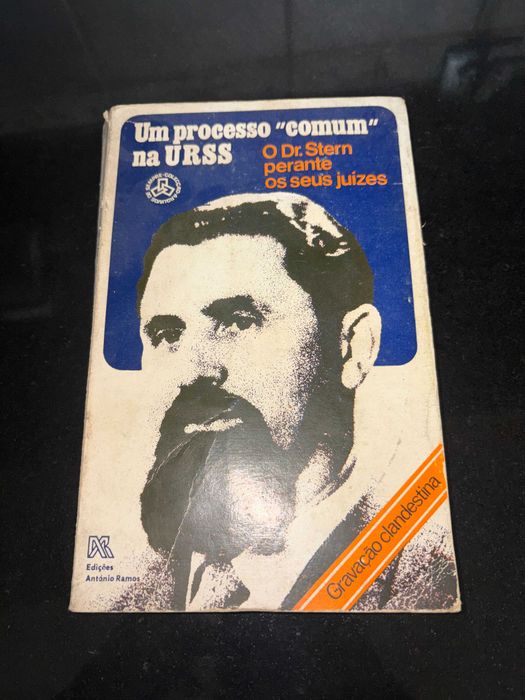 Um processo "comum"
na URSS
O Dr. Stern
perante
os seus juízes
Gravação clandestina
Edições
António Ramos